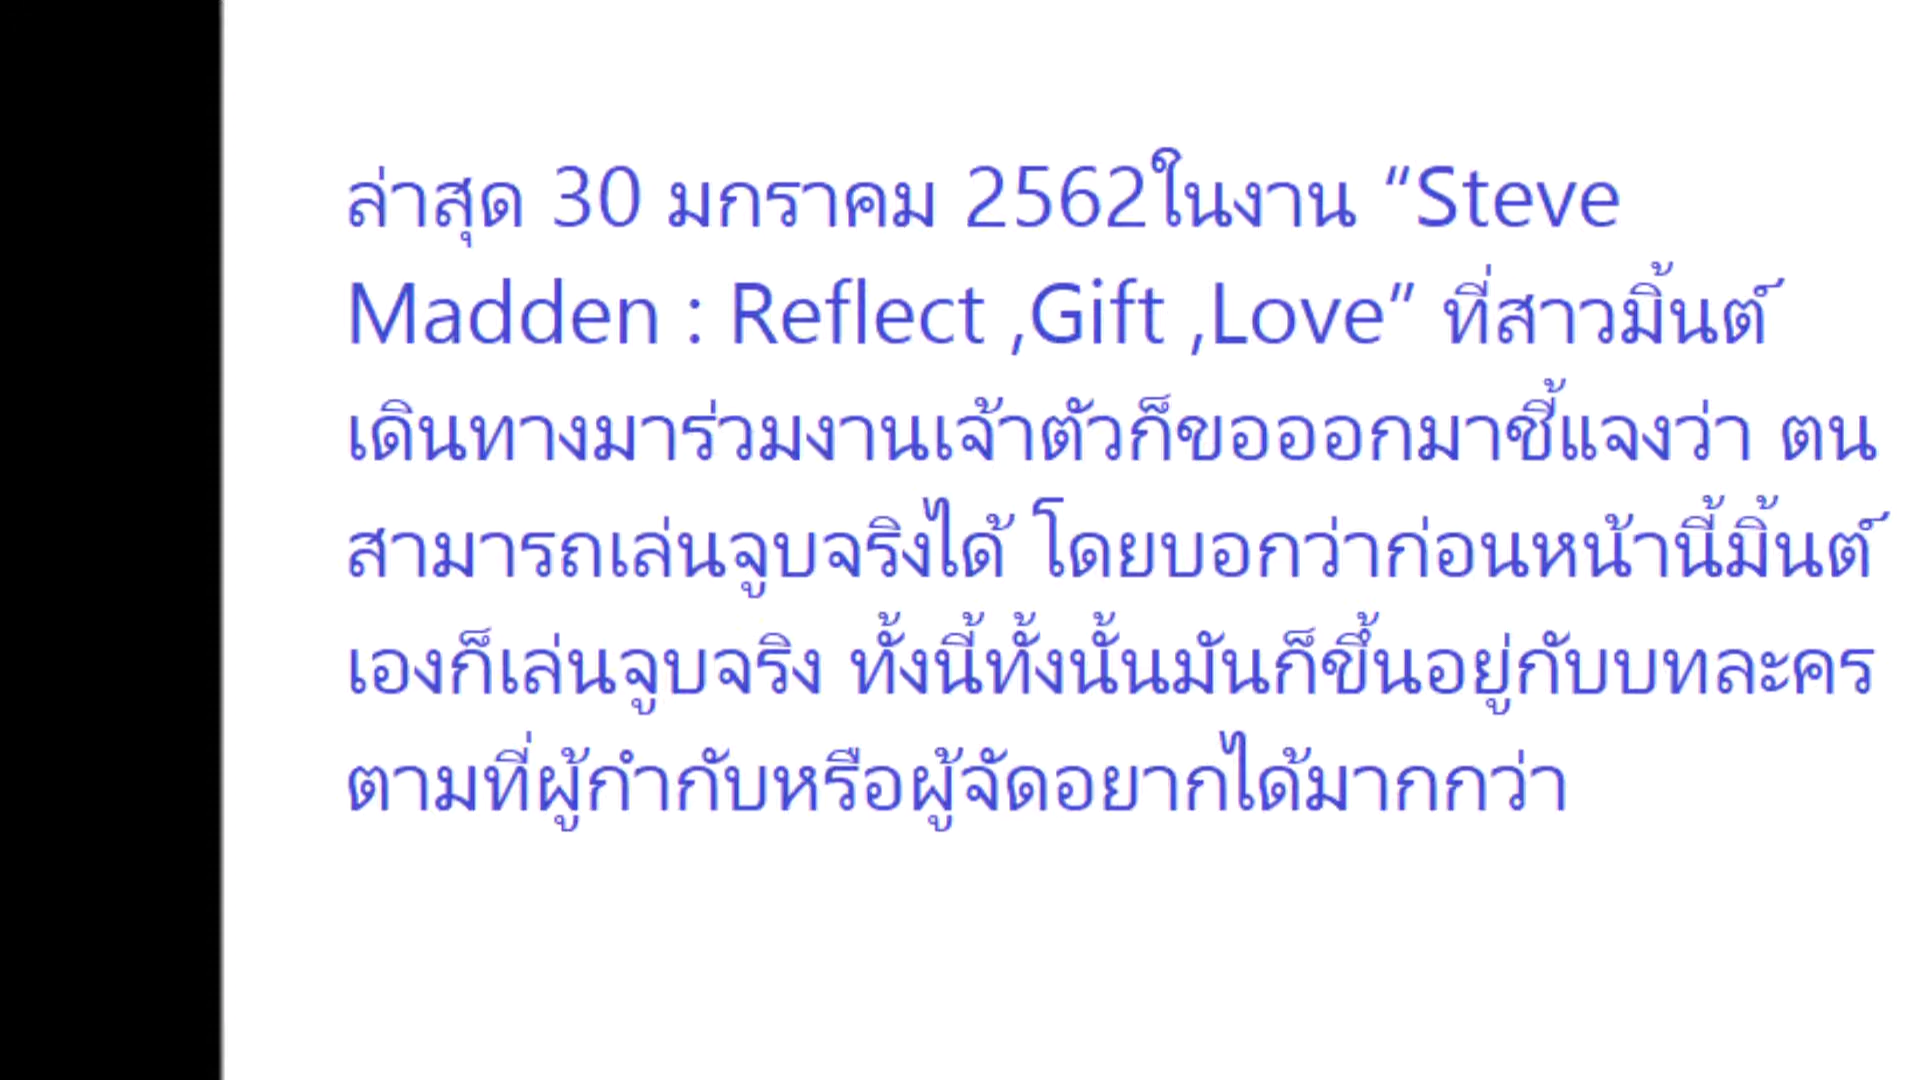 ล่าสุด 30 มกราคม 2562ในงาน “Steve
Madden : Reflect ,Gift ,Love” ที่สาวมิ้นต์
เดินทางมาร่วมงานเจ้าตัวก็ขอออกมาชี้แจงว่า ตน
สามารถเล่นจูบจริงได้ โดยบอกว่าก่อนหน้านี้มิ้นต์
เองก็เล่นจูบจริง ทั้งนี้ทั้งนั้นมันก็ขึ้นอยู่กับบทละคร
ตามที่ผู้กำกับหรือผู้จัดอยากได้มากกว่า